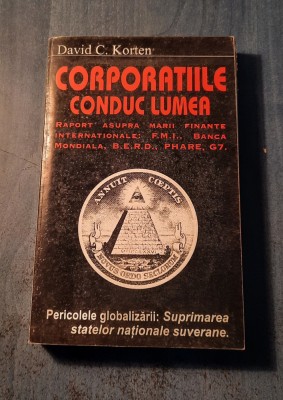 David C. Korten
CORPORATIILE
CONDUC LUMEA
RAPORT ASUPRA MARII FINANTE
INTERNATIONALE: F.M.I., BANCA
MONDIALA, B.E.R.D., PHARE, G7.
ANNUIT CŒPTIS
NOVUS ORDO SECLORUM
Pericolele globalizării: Suprimarea
statelor naționale suverane.